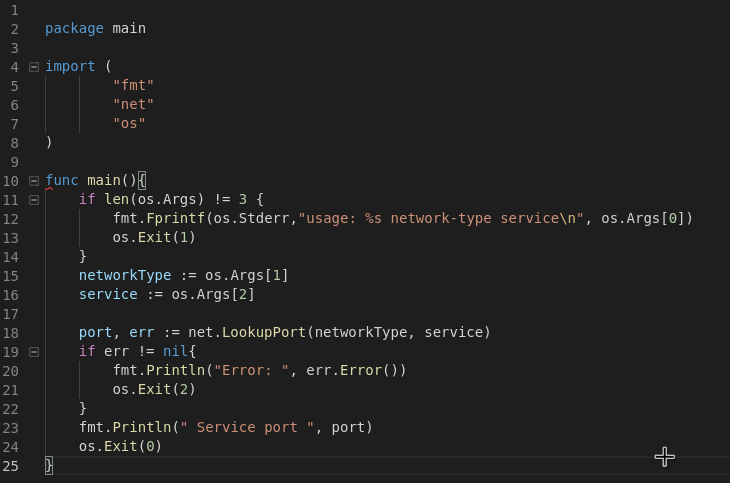 1
2 package main
3
4 import (
5 "fmt"
6 "net"
7 "os"
8 )
9
10 func main(){
11 if len(os.Args) != 3 {
12 fmt.Fprintf(os.Stderr,"usage: %s network-type service\n", os.Args[0])
13 os.Exit(1)
14 }
15 networkType := os.Args[1]
16 service := os.Args[2]
17
18 port, err := net.LookupPort(networkType, service)
19 if err != nil{
20 fmt.Println("Error: ", err.Error())
21 os.Exit(2)
22 }
23 fmt.Println(" Service port ", port)
24 os.Exit(0)
25 }